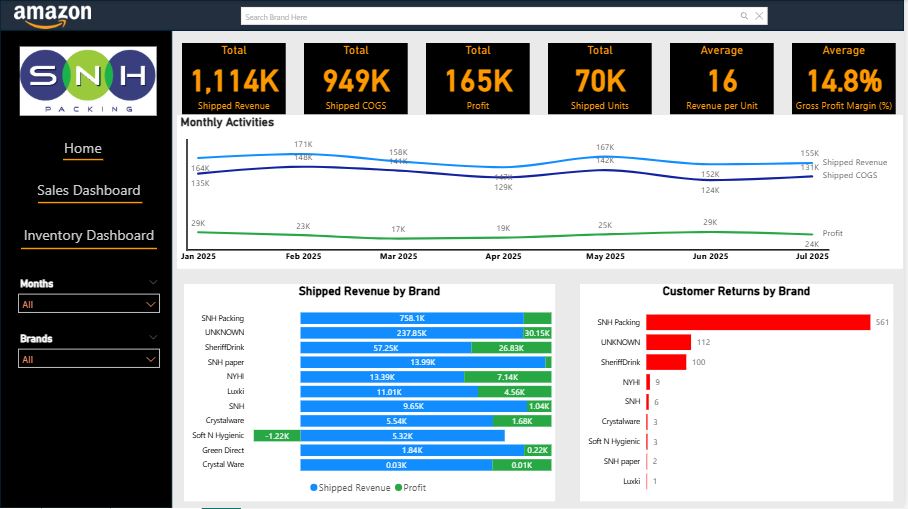 amazon
Search Brand Here
SNH
PACKING
Home
Sales Dashboard
Inventory Dashboard
Months
All
Brands
All
Total
1,114K
Shipped Revenue
Total
949K
Shipped COGS
Total
165K
Profit
Total
70K
Shipped Units
Average
16
Revenue per Unit
Average
14.8%
Gross Profit Margin (%)
Monthly Activities
164K 171K 158K 147K 167K 152K 155K Shipped Revenue
135K 148K 141K 129K 142K 124K 131K Shipped COGS
29K 23K 17K 19K 25K 29K 24K Profit
Jan 2025 Feb 2025 Mar 2025 Apr 2025 May 2025 Jun 2025 Jul 2025
Shipped Revenue by Brand
SNH Packing 758.1K
UNKNOWN 237.85K 30.15K
SheriffDrink 57.25K 26.83K
SNH paper 13.99K
NYHI 13.39K 7.14K
Luxki 11.01K 4.56K
SNH 9.65K 1.04K
Crystalware 5.54K 1.68K
Soft N Hygienic -1.22K 5.32K
Green Direct 1.84K 0.22K
Crystal Ware 0.03K 0.01K
Shipped Revenue Profit
Customer Returns by Brand
SNH Packing 561
UNKNOWN 112
SheriffDrink 100
NYHI 9
SNH 6
Crystalware 3
Soft N Hygienic 3
SNH paper 2
Luxki 1